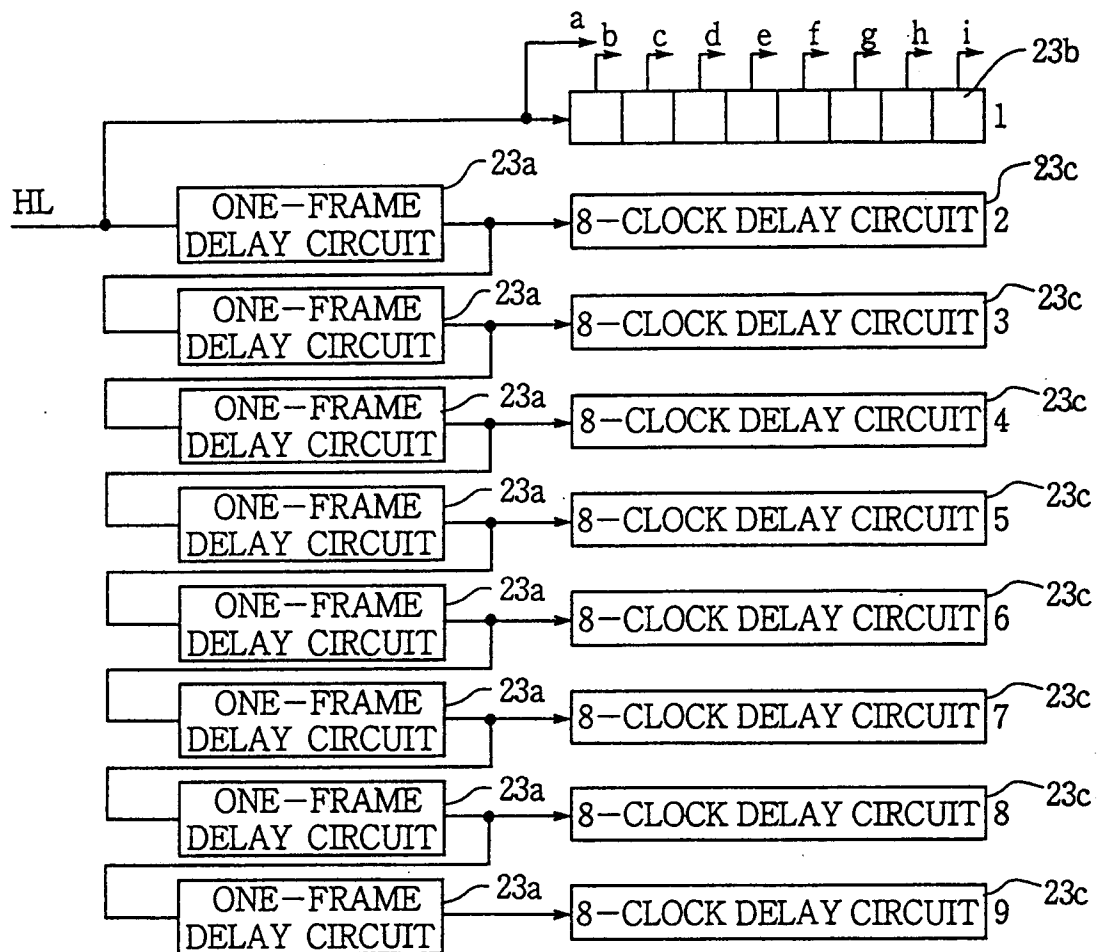 a b c d e f g h i
23b
1
HL
23a
23c
ONE-FRAME
DELAY CIRCUIT
8-CLOCK DELAY CIRCUIT 2
23a
23c
ONE-FRAME
DELAY CIRCUIT
8-CLOCK DELAY CIRCUIT 3
23a
23c
ONE-FRAME
DELAY CIRCUIT
8-CLOCK DELAY CIRCUIT 4
23a
23c
ONE-FRAME
DELAY CIRCUIT
8-CLOCK DELAY CIRCUIT 5
23a
23c
ONE-FRAME
DELAY CIRCUIT
8-CLOCK DELAY CIRCUIT 6
23a
23c
ONE-FRAME
DELAY CIRCUIT
8-CLOCK DELAY CIRCUIT 7
23a
23c
ONE-FRAME
DELAY CIRCUIT
8-CLOCK DELAY CIRCUIT 8
23a
23c
ONE-FRAME
DELAY CIRCUIT
8-CLOCK DELAY CIRCUIT 9